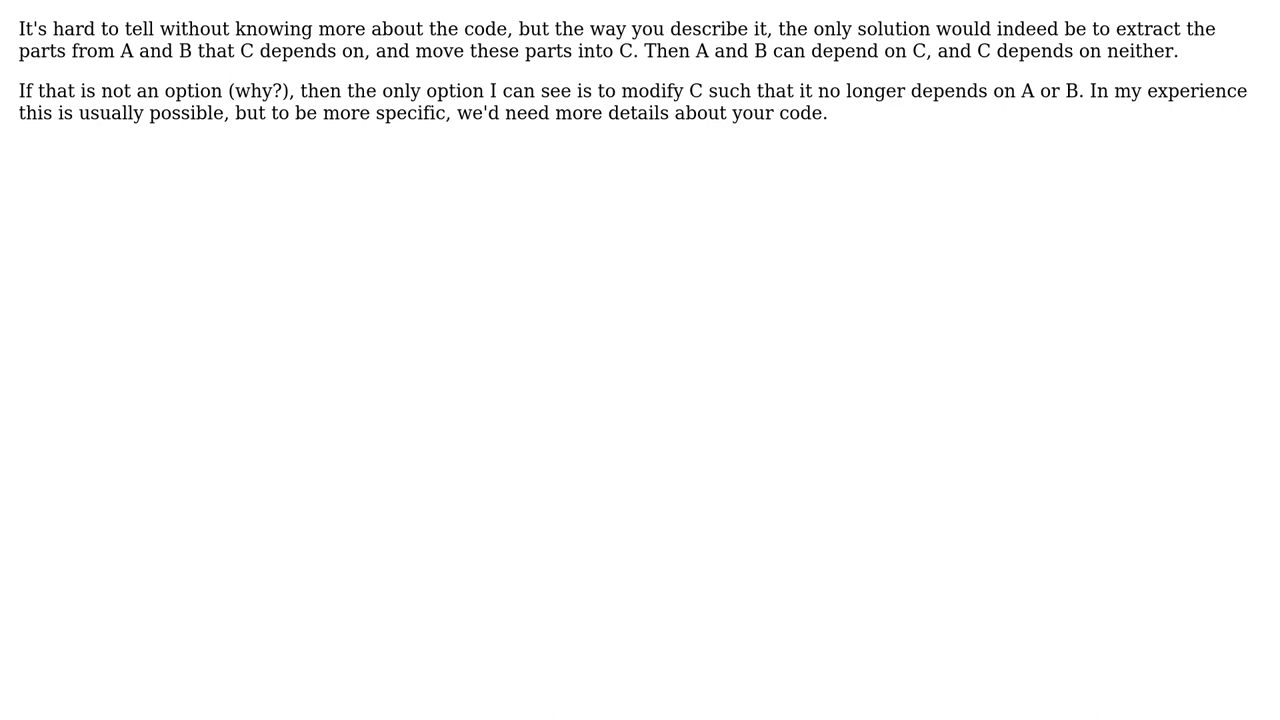 It's hard to tell without knowing more about the code, but the way you describe it, the only solution would indeed be to extract the
parts from A and B that C depends on, and move these parts into C. Then A and B can depend on C, and C depends on neither.
If that is not an option (why?), then the only option I can see is to modify C such that it no longer depends on A or B. In my experience
this is usually possible, but to be more specific, we'd need more details about your code.